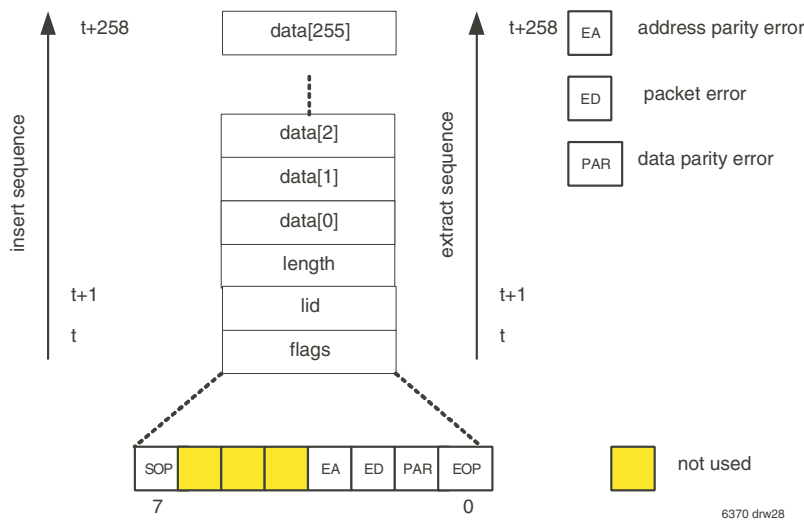 t+258
data[255]
t+258
EA
address parity error
ED
packet error
data[2]
data[1]
PAR
data parity error
data[0]
insert sequence
extract sequence
length
t+1
lid
t+1
t
flags
t
SOP
EA
ED
PAR
EOP
not used
7
0
6370 drw28